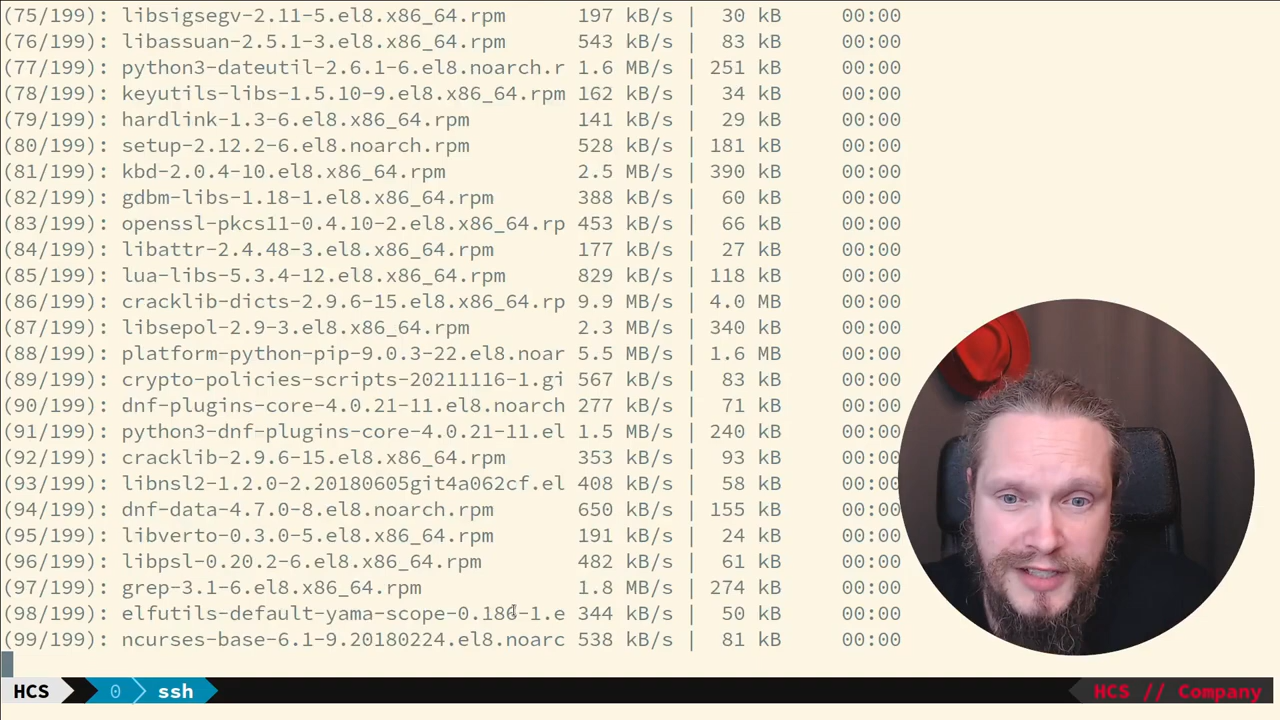 (75/199): libsigsegv-2.11-5.el8.x86_64.rpm 197 kB/s | 30 kB 00:00
(76/199): libassuan-2.5.1-3.el8.x86_64.rpm 543 kB/s | 83 kB 00:00
(77/199): python3-dateutil-2.6.1-6.el8.noarch.r 1.6 MB/s | 251 kB 00:00
(78/199): keyutils-libs-1.5.10-9.el8.x86_64.rpm 162 kB/s | 34 kB 00:00
(79/199): hardlink-1.3-6.el8.x86_64.rpm 141 kB/s | 29 kB 00:00
(80/199): setup-2.12.2-6.el8.noarch.rpm 528 kB/s | 181 kB 00:00
(81/199): kbd-2.0.4-10.el8.x86_64.rpm 2.5 MB/s | 390 kB 00:00
(82/199): gdbm-libs-1.18-1.el8.x86_64.rpm 388 kB/s | 60 kB 00:00
(83/199): openssl-pkcs11-0.4.10-2.el8.x86_64.rp 453 kB/s | 66 kB 00:00
(84/199): libattr-2.4.48-3.el8.x86_64.rpm 177 kB/s | 27 kB 00:00
(85/199): lua-libs-5.3.4-12.el8.x86_64.rpm 829 kB/s | 118 kB 00:00
(86/199): cracklib-dicts-2.9.6-15.el8.x86_64.rp 9.9 MB/s | 4.0 MB 00:00
(87/199): libsepol-2.9-3.el8.x86_64.rpm 2.3 MB/s | 340 kB 00:00
(88/199): platform-python-pip-9.0.3-22.el8.noar 5.5 MB/s | 1.6 MB 00:00
(89/199): crypto-policies-scripts-20211116-1.gi 567 kB/s | 83 kB 00:00
(90/199): dnf-plugins-core-4.0.21-11.el8.noarch 277 kB/s | 71 kB 00:00
(91/199): python3-dnf-plugins-core-4.0.21-11.el 1.5 MB/s | 240 kB 00:00
(92/199): cracklib-2.9.6-15.el8.x86_64.rpm 353 kB/s | 93 kB 00:00
(93/199): libnsl2-1.2.0-2.20180605git4a062cf.el 408 kB/s | 58 kB 00:00
(94/199): dnf-data-4.7.0-8.el8.noarch.rpm 650 kB/s | 155 kB 00:00
(95/199): libverto-0.3.0-5.el8.x86_64.rpm 191 kB/s | 24 kB 00:00
(96/199): libpsl-0.20.2-6.el8.x86_64.rpm 482 kB/s | 61 kB 00:00
(97/199): grep-3.1-6.el8.x86_64.rpm 1.8 MB/s | 274 kB 00:00
(98/199): elfutils-default-yama-scope-0.186-1.e 344 kB/s | 50 kB 00:00
(99/199): ncurses-base-6.1-9.20180224.el8.noarc 538 kB/s | 81 kB 00:00
HCS 0 ssh HCS // Company